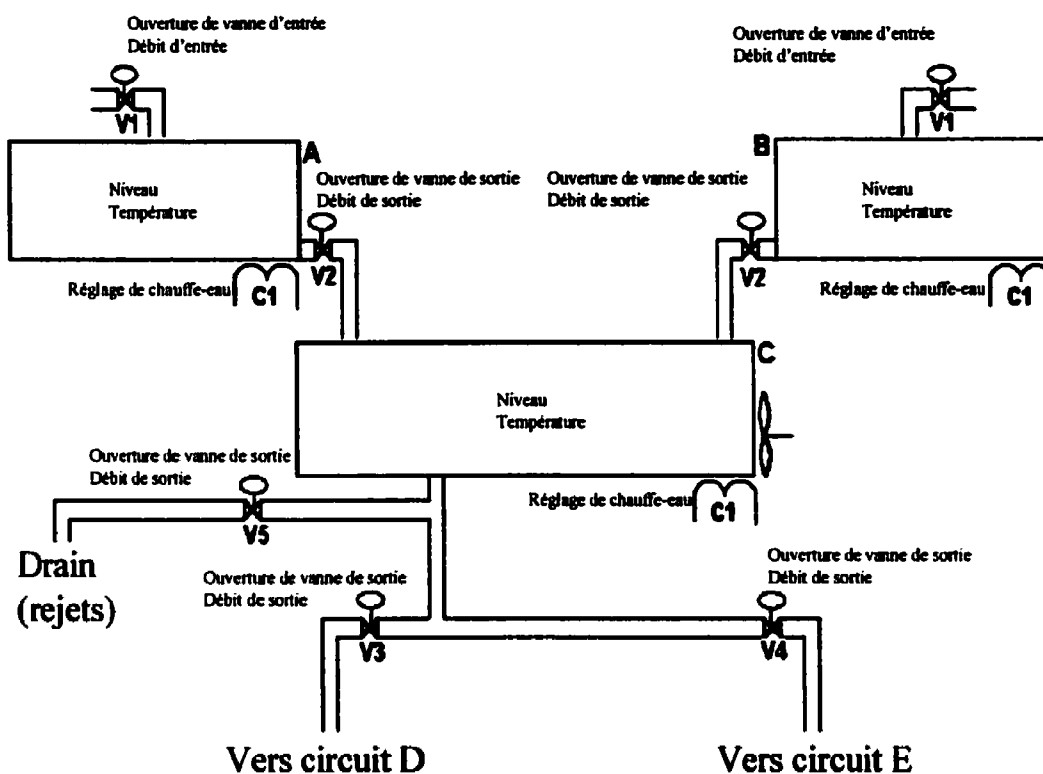 Ouverture de vanne d'entrée
Débit d'entrée
Ouverture de vanne d'entrée
Débit d'entrée
V1
V1
A
B
Niveau
Température
Ouverture de vanne de sortie
Débit de sortie
Ouverture de vanne de sortie
Débit de sortie
Niveau
Température
V2
V2
Réglage de chauffe-eau
C1
Réglage de chauffe-eau
C1
C
Niveau
Température
Ouverture de vanne de sortie
Débit de sortie
Réglage de chauffe-eau
C1
V5
Drain
(rejets)
Ouverture de vanne de sortie
Débit de sortie
Ouverture de vanne de sortie
Débit de sortie
V3
V4
Vers circuit D
Vers circuit E